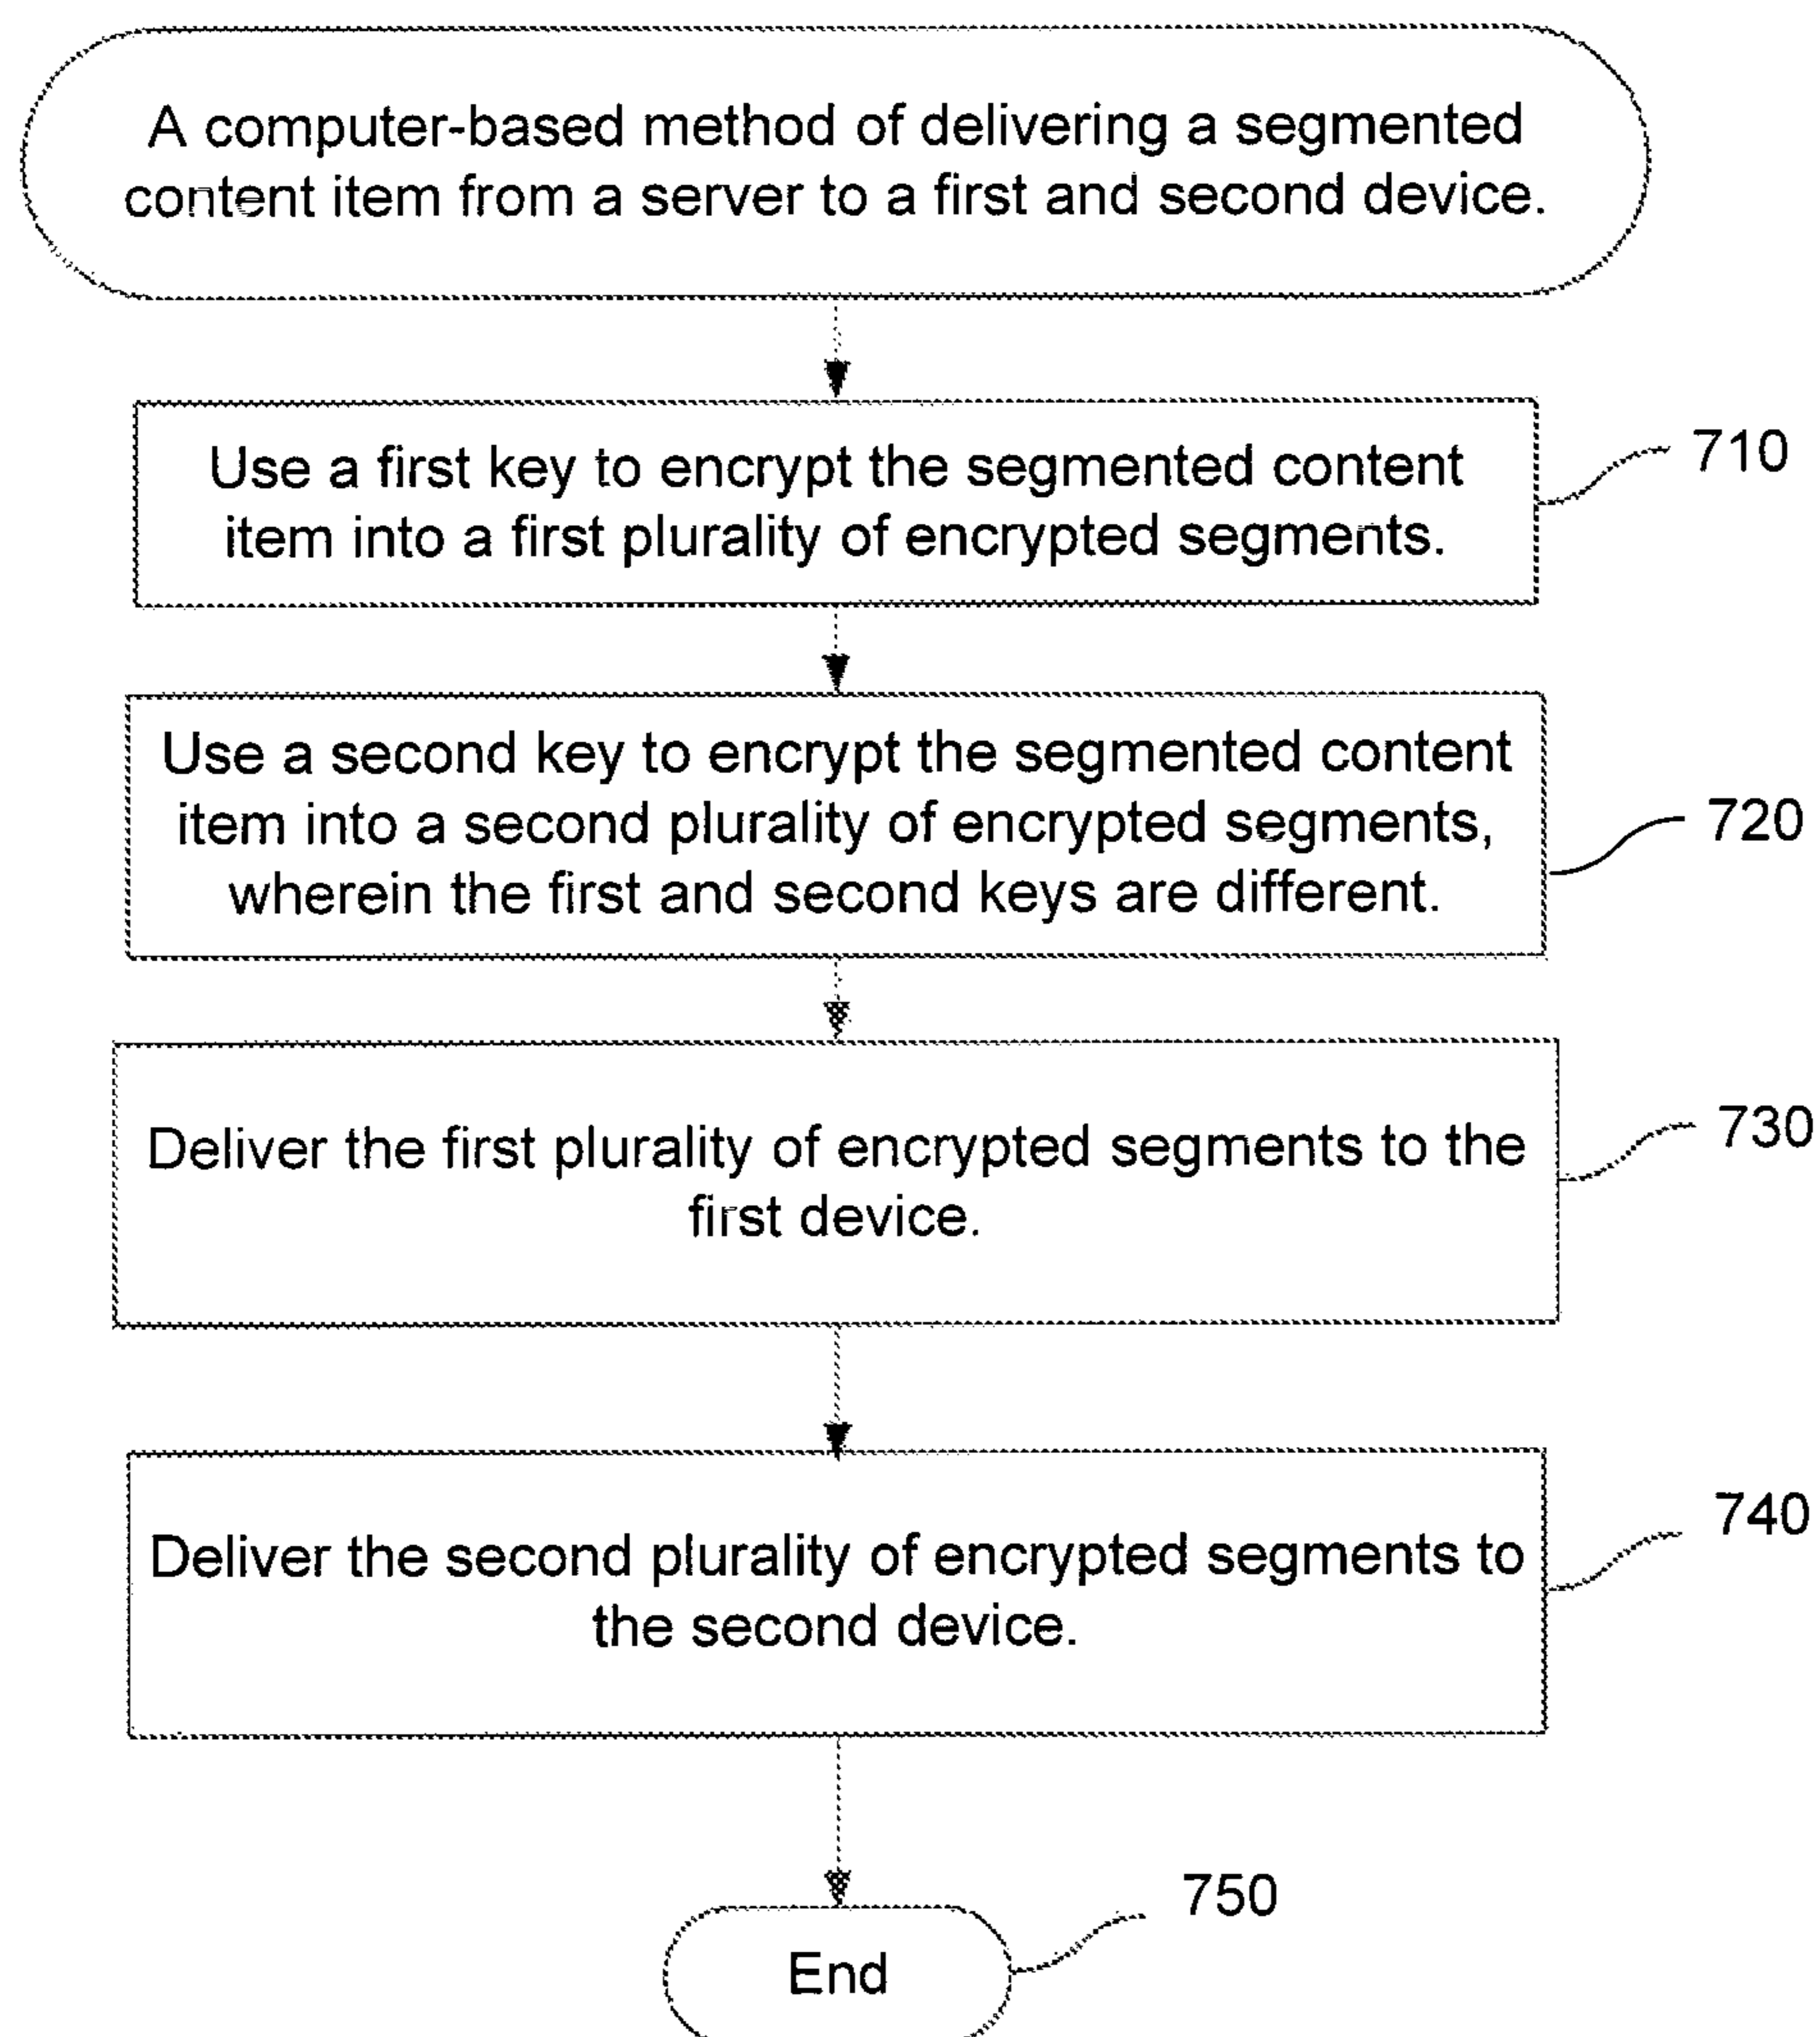 A computer-based method of delivering a segmented
content item from a server to a first and second device.
Use a first key to encrypt the segmented content
item into a first plurality of encrypted segments.
710
Use a second key to encrypt the segmented content
item into a second plurality of encrypted segments,
wherein the first and second keys are different.
720
Deliver the first plurality of encrypted segments to the
first device.
730
Deliver the second plurality of encrypted segments to
the second device.
740
End
750